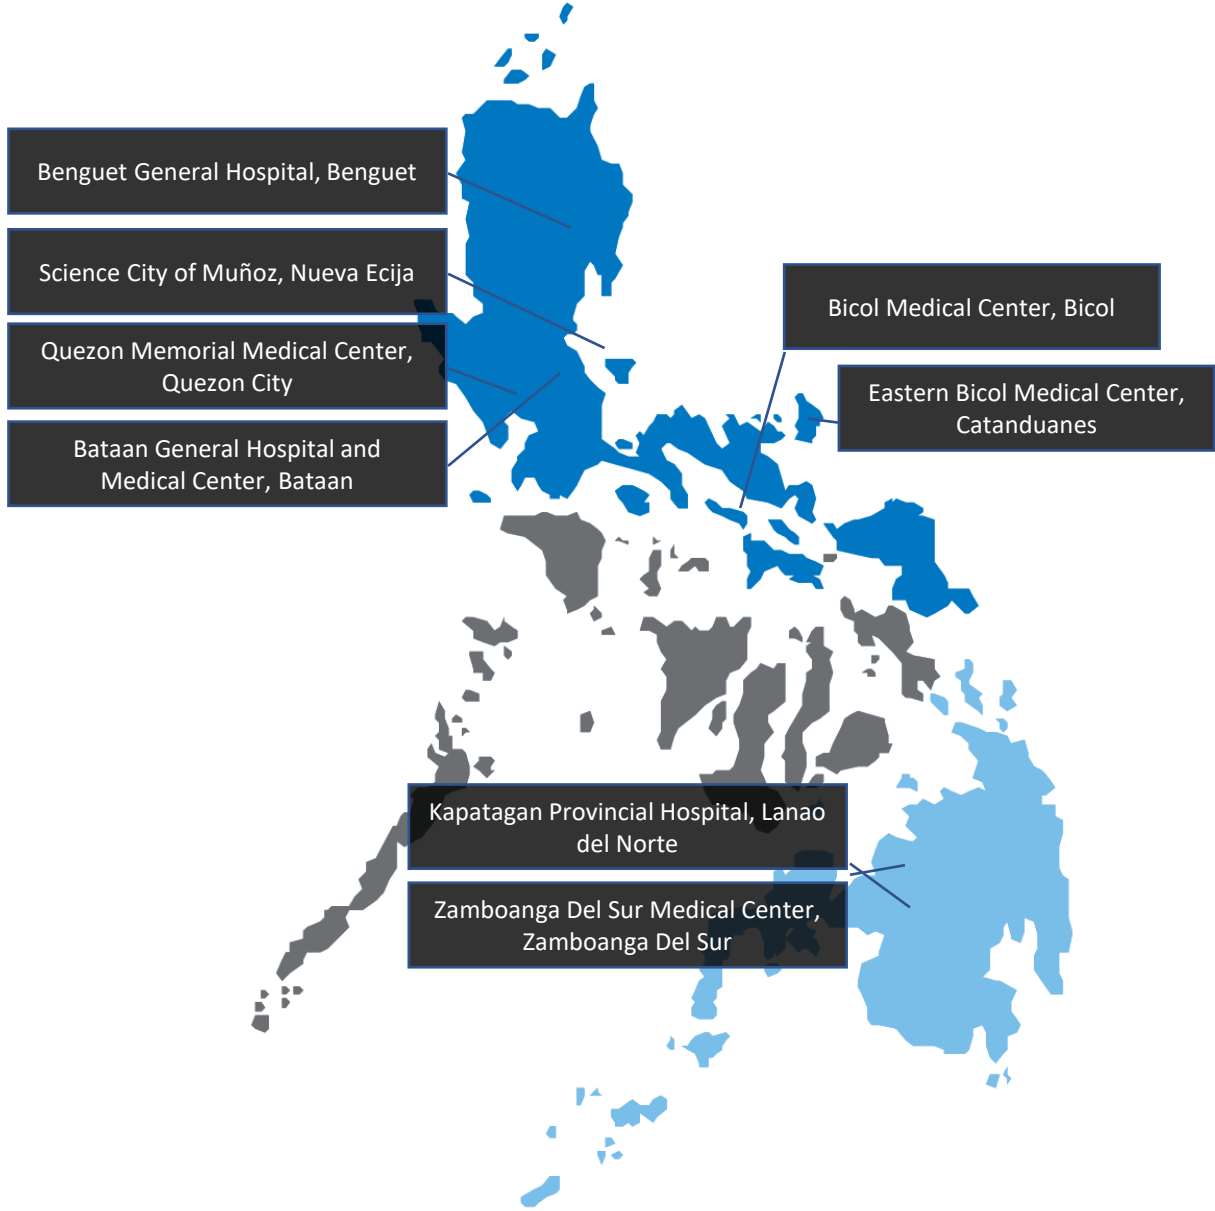 Benguet General Hospital, Benguet
Science City of Muñoz, Nueva Ecija
Quezon Memorial Medical Center,
Quezon City
Bataan General Hospital and
Medical Center, Bataan
Bicol Medical Center, Bicol
Eastern Bicol Medical Center,
Catanduanes
Kapatagan Provincial Hospital, Lanao
del Norte
Zamboanga Del Sur Medical Center,
Zamboanga Del Sur